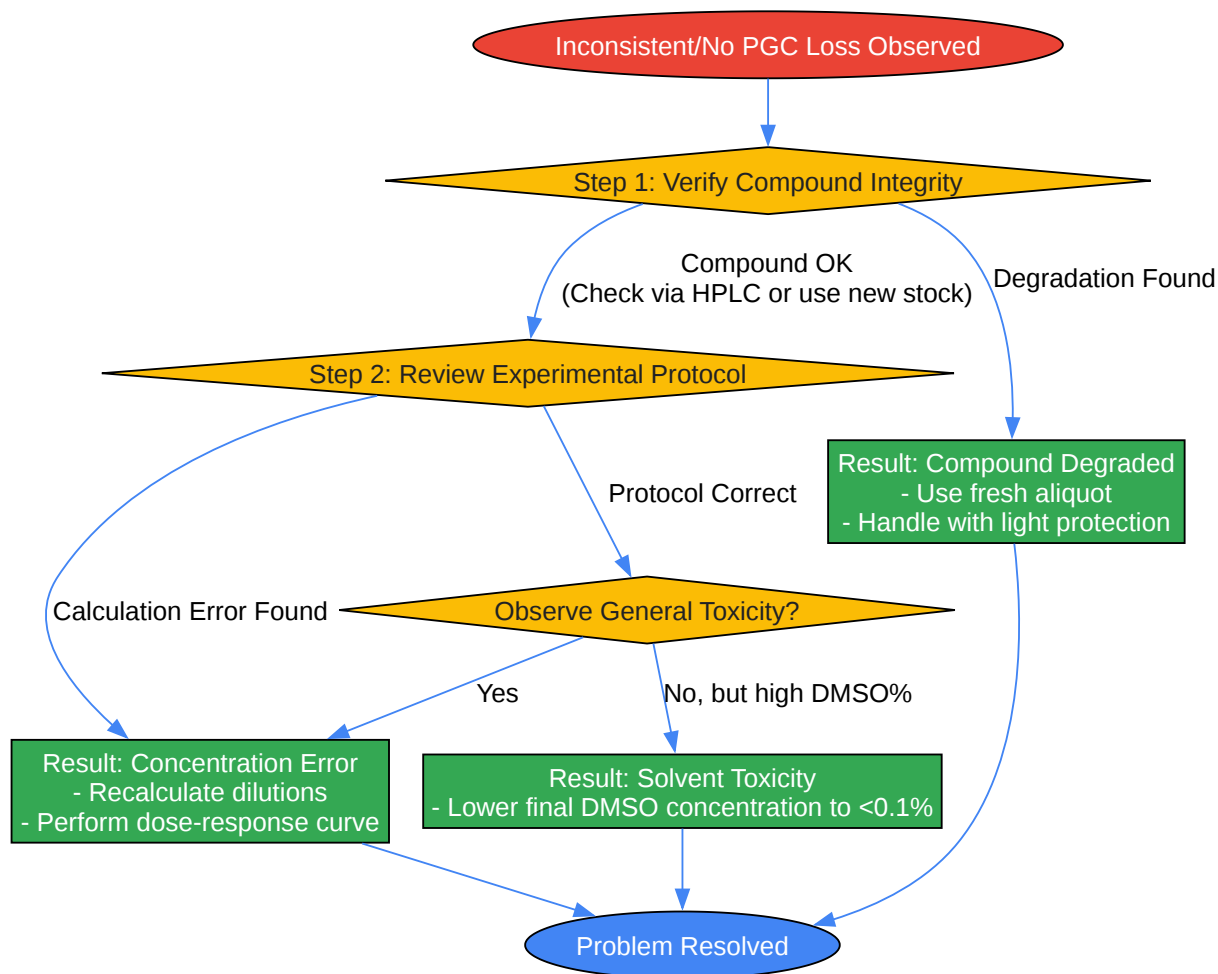 Inconsistent/No PGC Loss Observed
Step 1: Verify Compound Integrity
Compound OK
(Check via HPLC or use new stock)
Degradation Found
Step 2: Review Experimental Protocol
Result: Compound Degraded
- Use fresh aliquot
- Handle with light protection
Protocol Correct
Calculation Error Found
Observe General Toxicity?
Yes
No, but high DMSO%
Result: Concentration Error
- Recalculate dilutions
- Perform dose-response curve
Result: Solvent Toxicity
- Lower final DMSO concentration to <0.1%
Problem Resolved